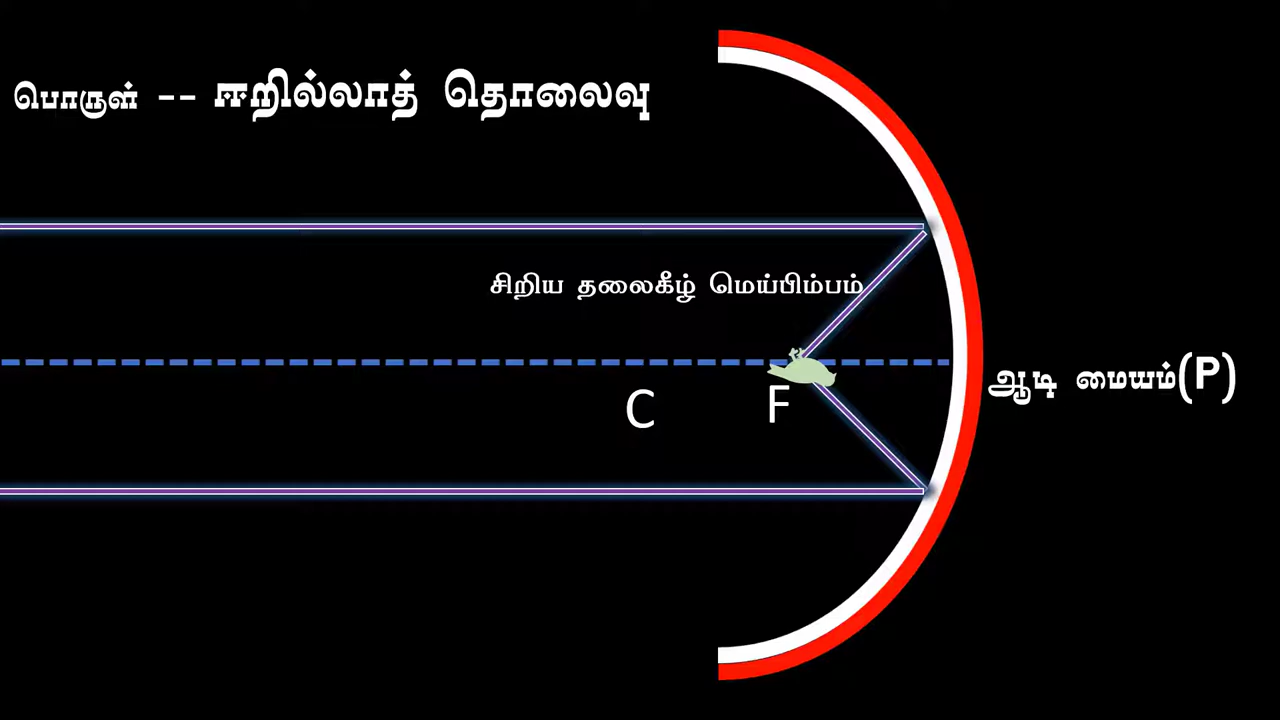 பொருள் -- ஈறில்லாத் தொலைவு
சிறிய தலைகீழ் மெய்பிம்பம்
ஆடி மையம்(P)
C
F